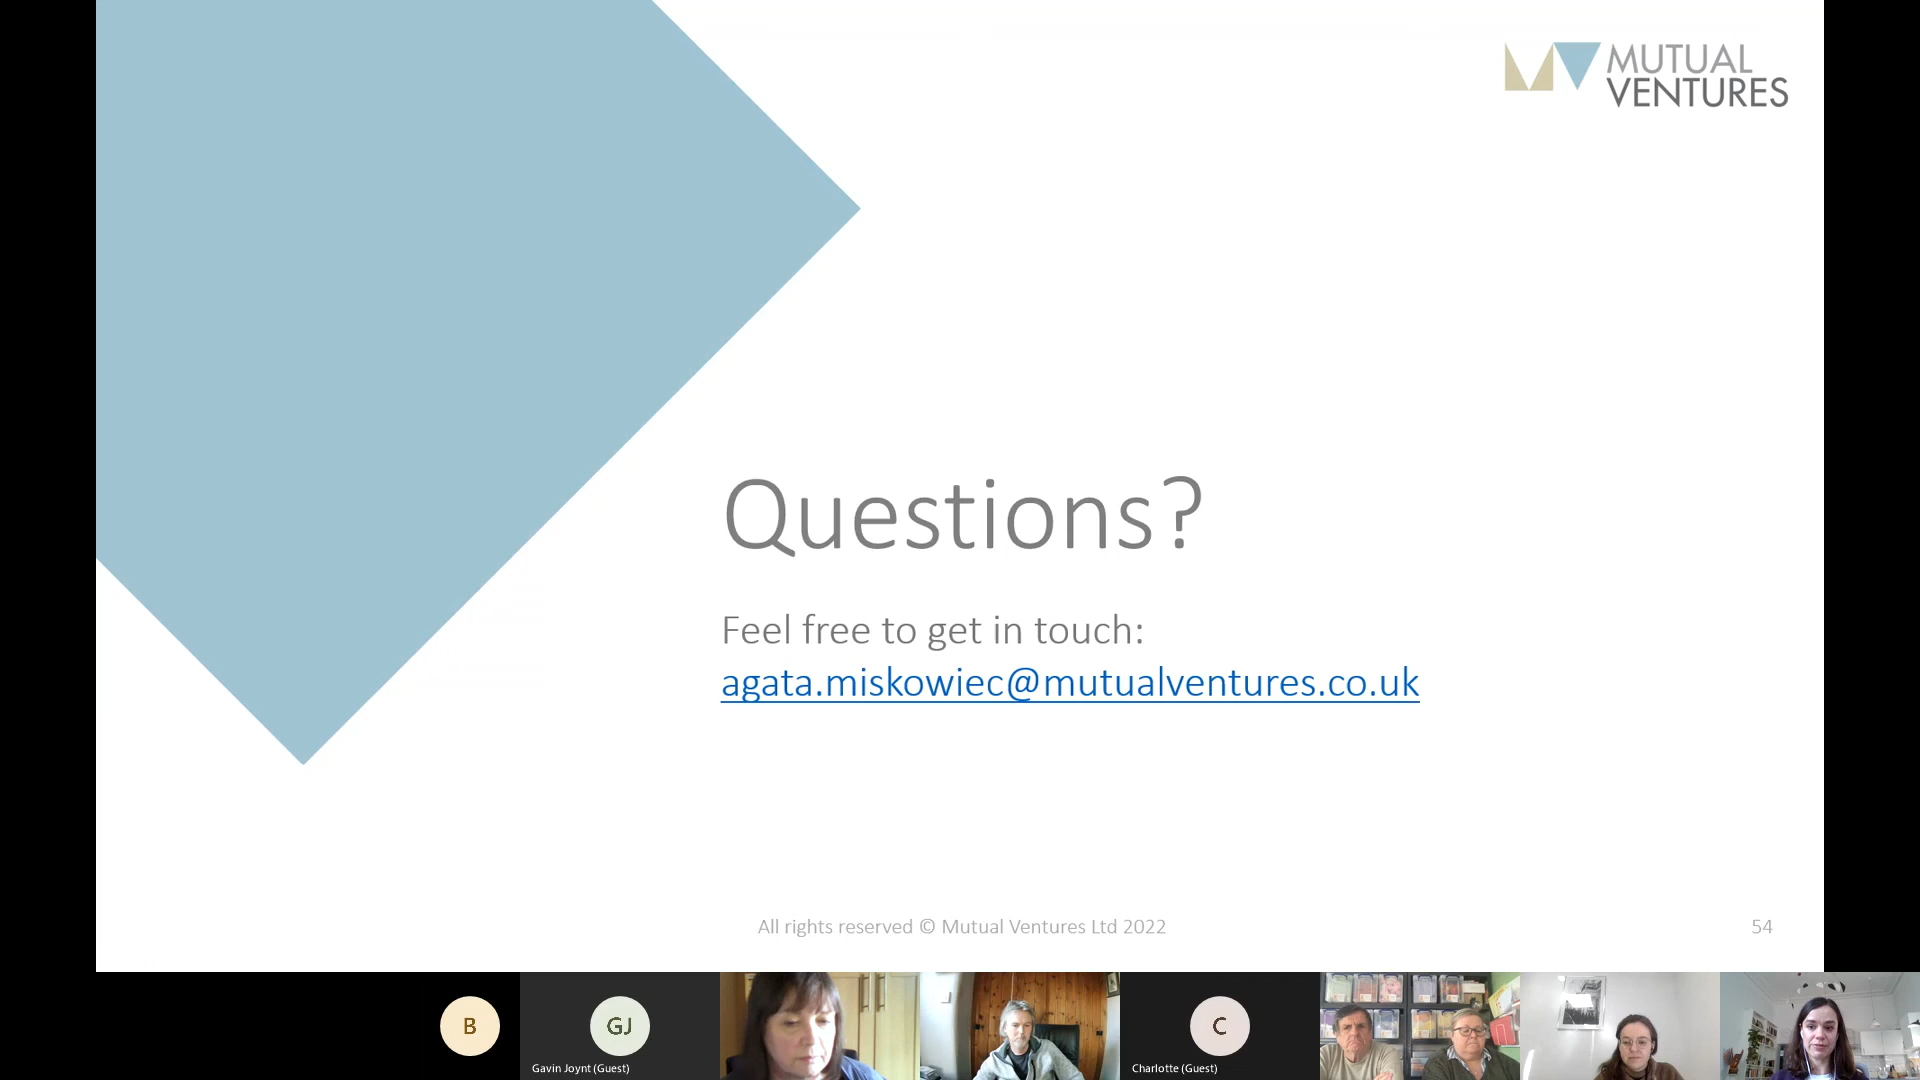 MUTUAL
VENTURES
Questions?
Feel free to get in touch:
agata.miskowiec@mutualventures.co.uk
All rights reserved © Mutual Ventures Ltd 2022
54
B
GJ
Gavin Joynt (Guest)
C
Charlotte (Guest)